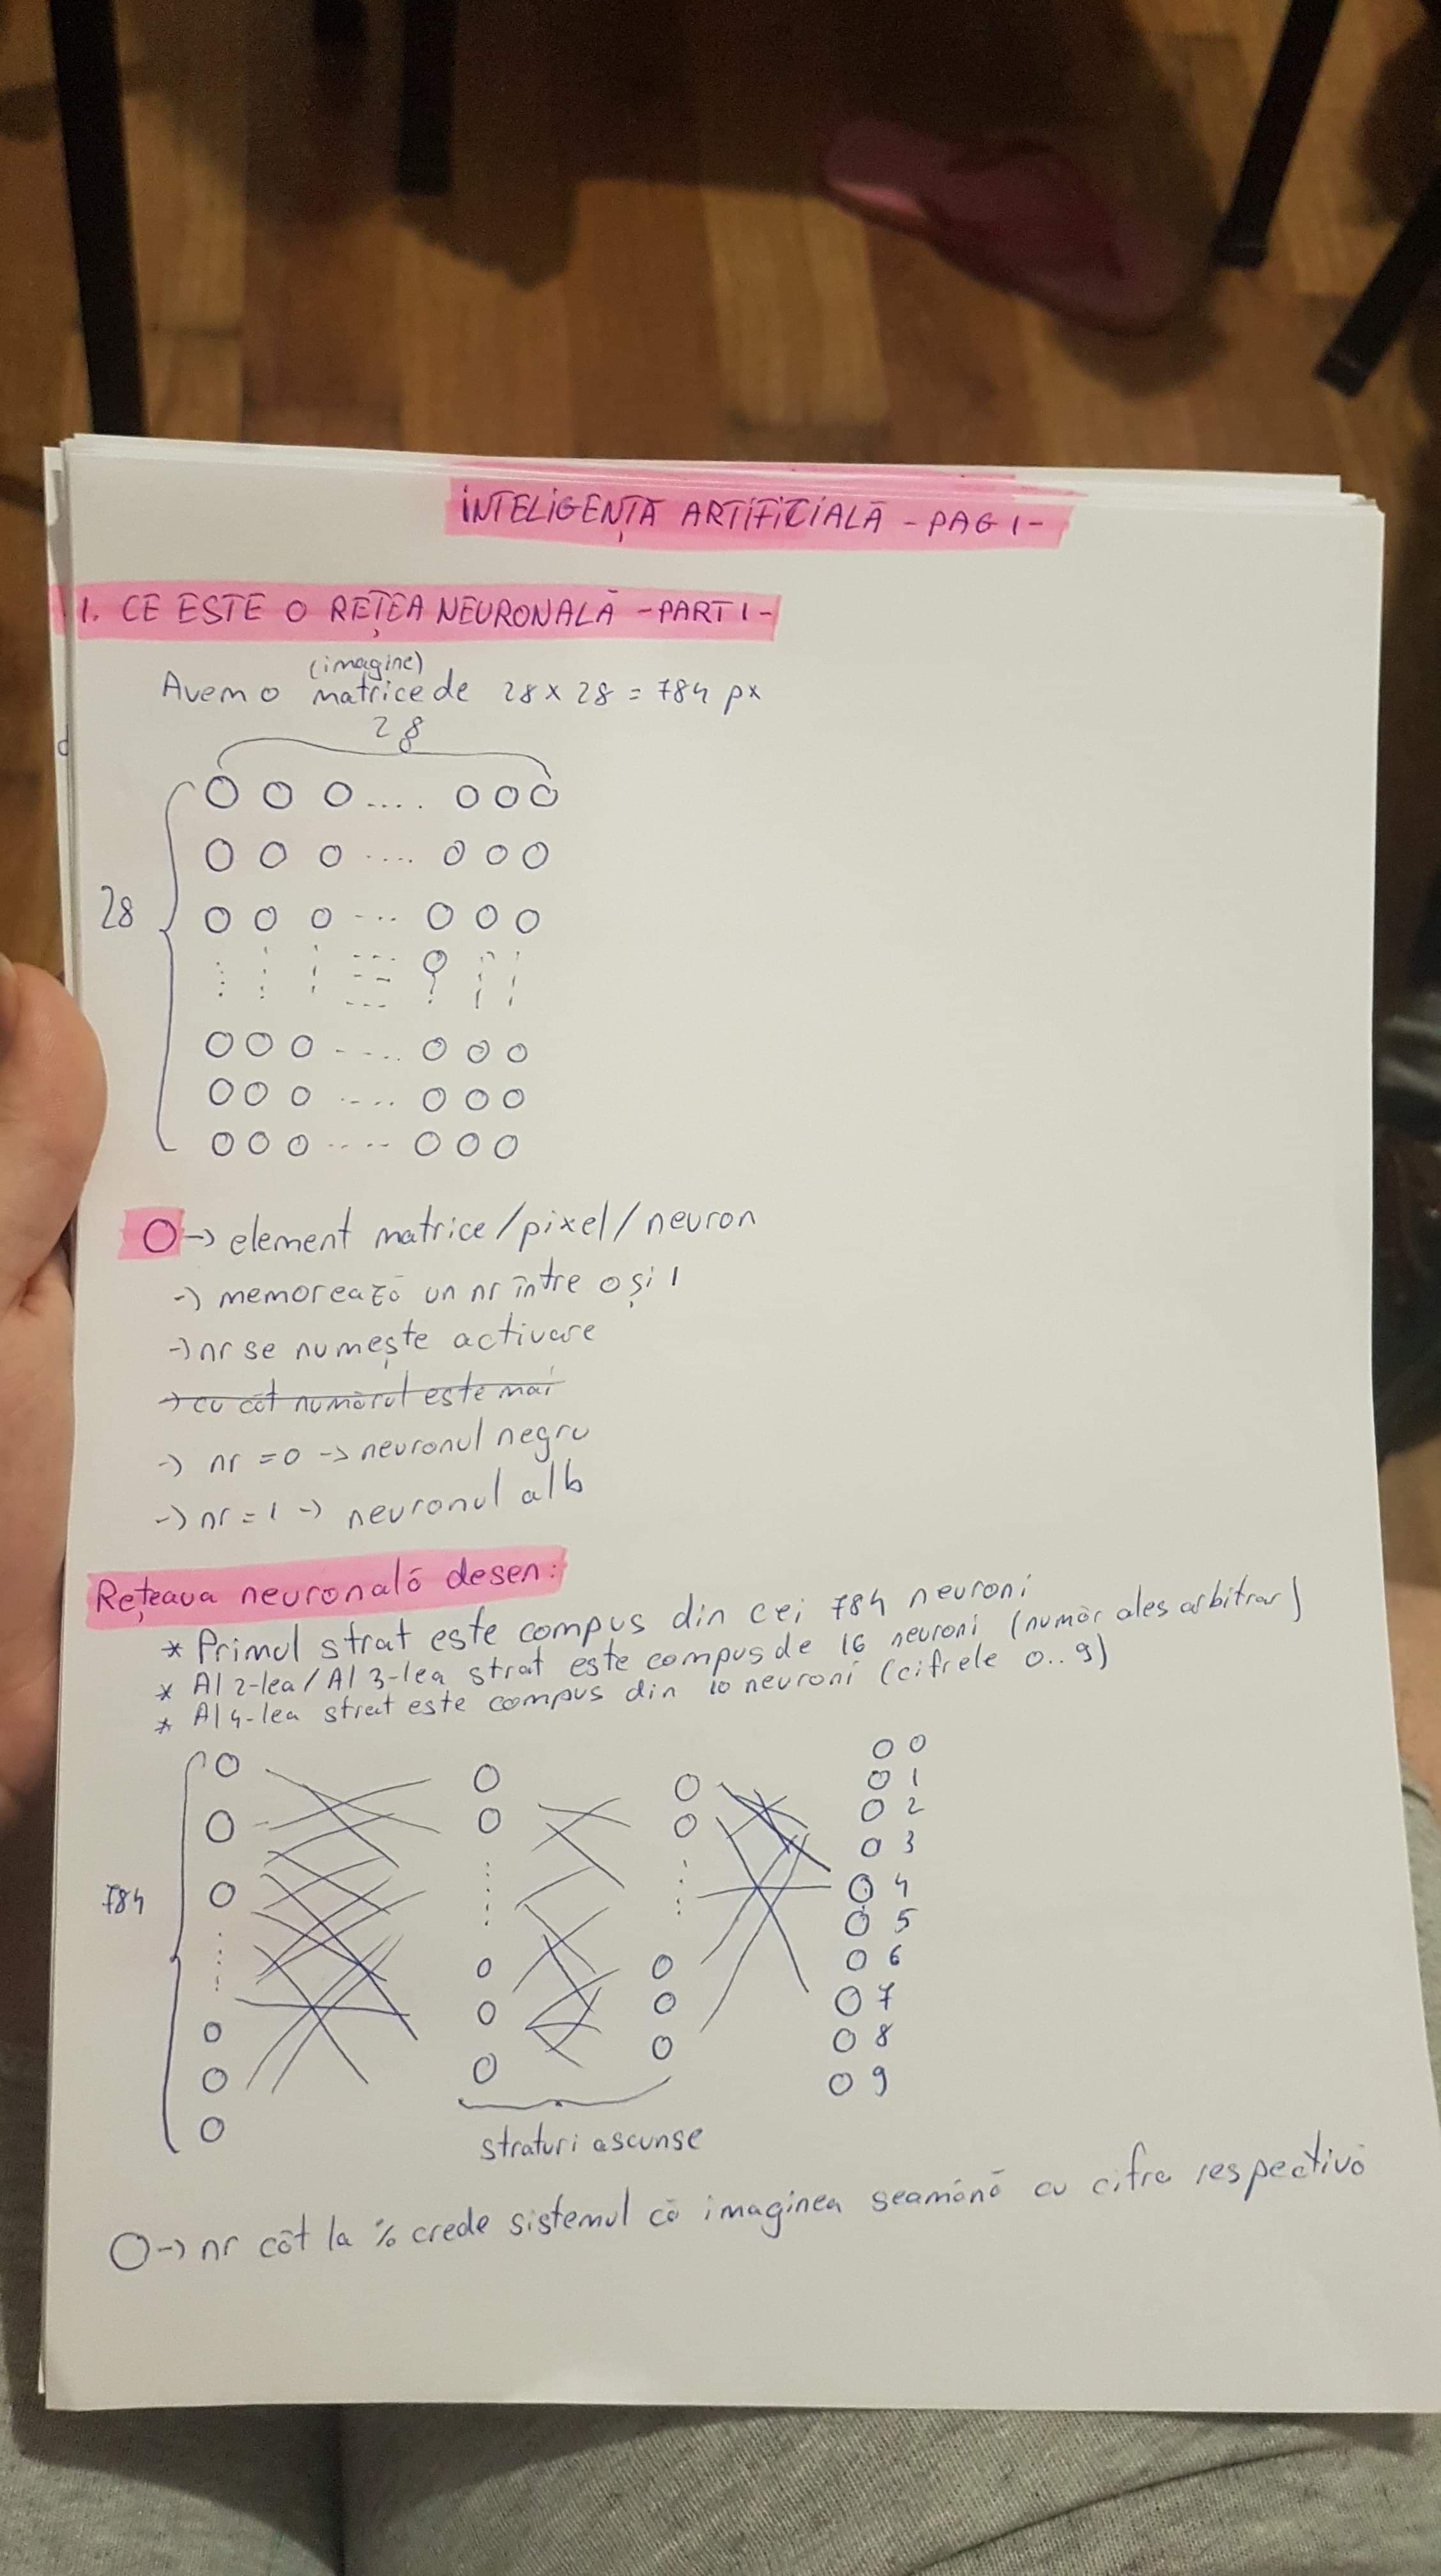 INTELIGENȚĂ ARTIFICIALĂ - PAG 1 -
1. CE ESTE O REȚEA NEURONALĂ - PART 1 -
(imagine)
Avem o matrice de 28 x 28 = 784 px
28
28
O -> element matrice/pixel/neuron
-> memorează un nr între 0 și 1
-> nr se numește activare
-> cu cât numărul este mai
-> nr = 0 -> neuronul negru
-> nr = 1 -> neuronul alb
Rețeaua neuronală desen:
* Primul strat este compus din cei 784 neuroni
* Al 2-lea / Al 3-lea strat este compus de 16 neuroni (număr ales arbitrar)
* Al 4-lea strat este compus din 10 neuroni (cifrele 0..9)
0
1
2
3
784
4
5
6
7
8
9
straturi ascunse
O -> nr cât la % crede sistemul că imaginea seamănă cu cifra respectivă